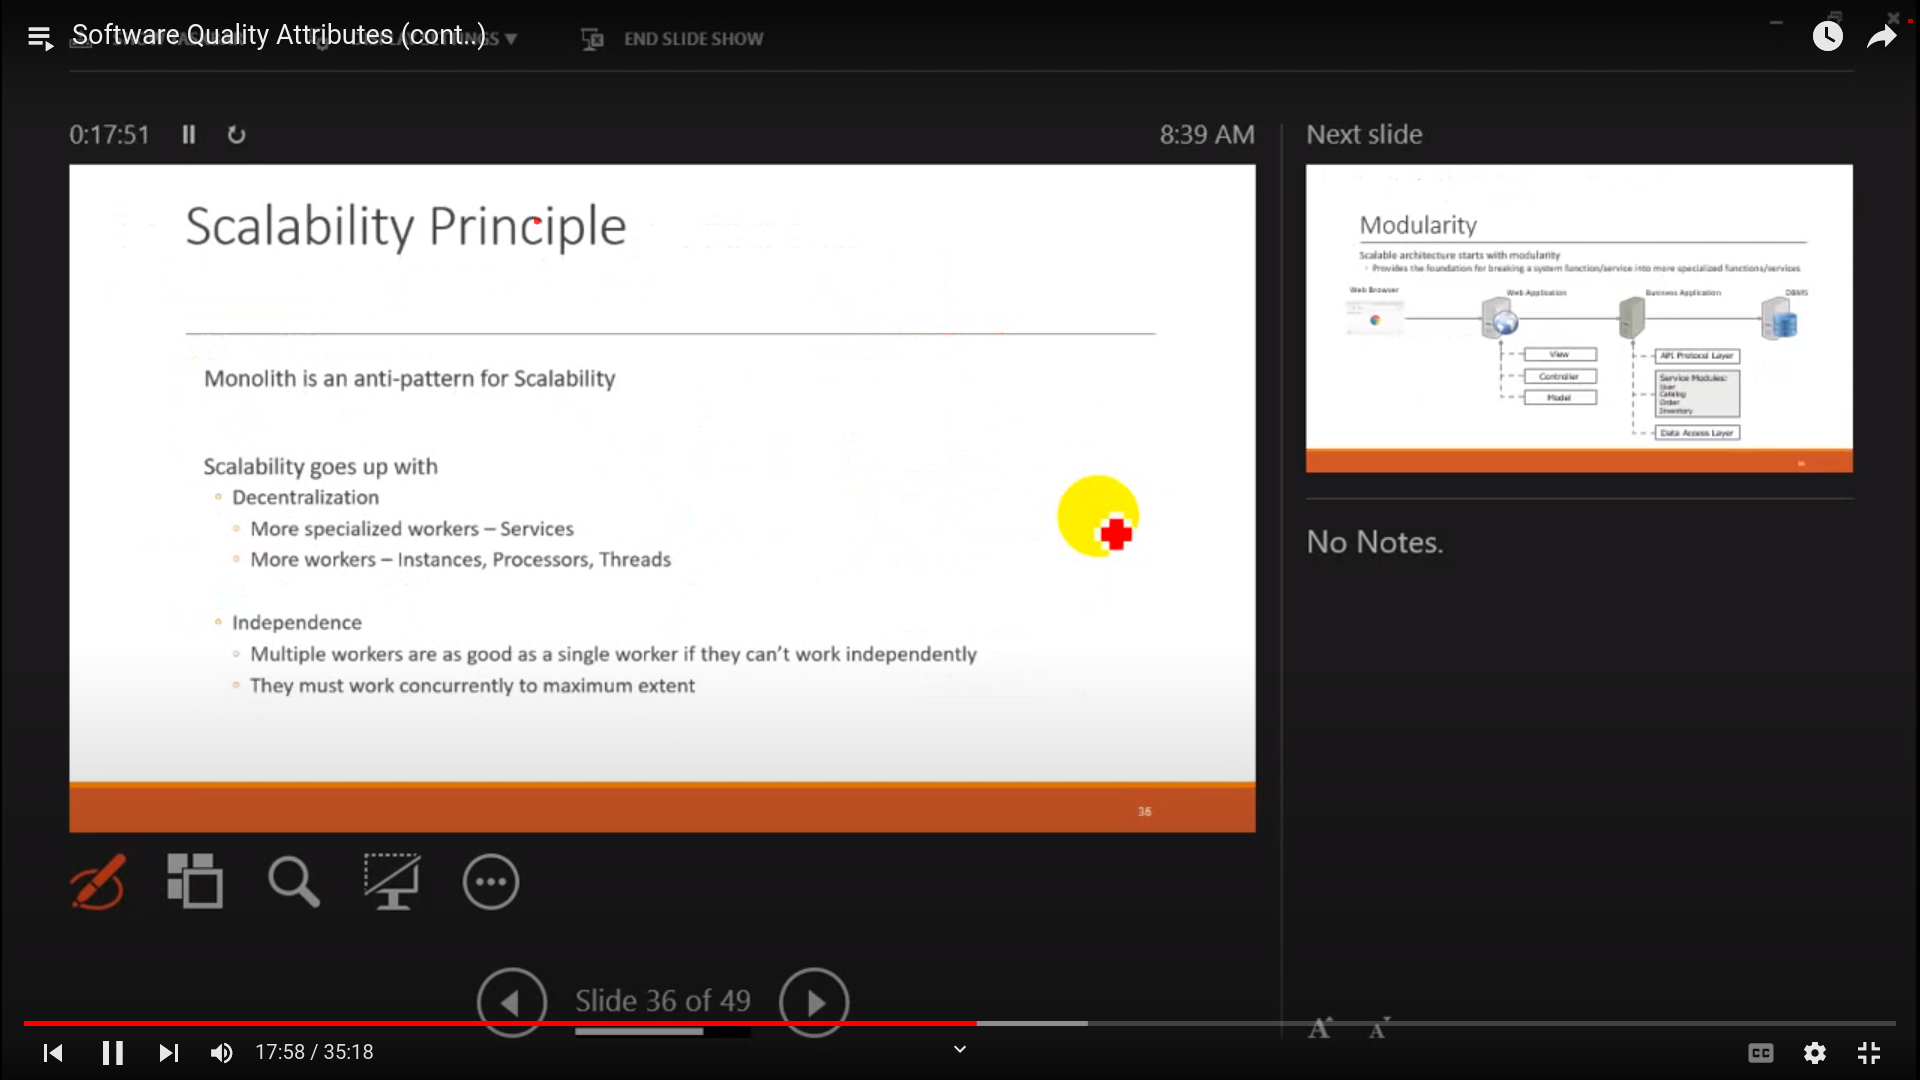 Software Quality Attributes (cont..)
END SLIDE SHOW
0:17:51
8:39 AM
Next slide
Scalability Principle
Monolith is an anti-pattern for Scalability
Scalability goes up with
Decentralization
More specialized workers – Services
More workers – Instances, Processors, Threads
Independence
Multiple workers are as good as a single worker if they can't work independently
They must work concurrently to maximum extent
36
Modularity
Scalable architecture starts with modularity
Provides the foundation for breaking a system function/service into more specialized functions/services
Web Browser
Web Application
Business Application
DBMS
View
Controller
Model
API Protocol Layer
Service Modules:
User
Catalog
Order
Inventory
Data Access Layer
No Notes.
Slide 36 of 49
A A
17:58 / 35:18
CC